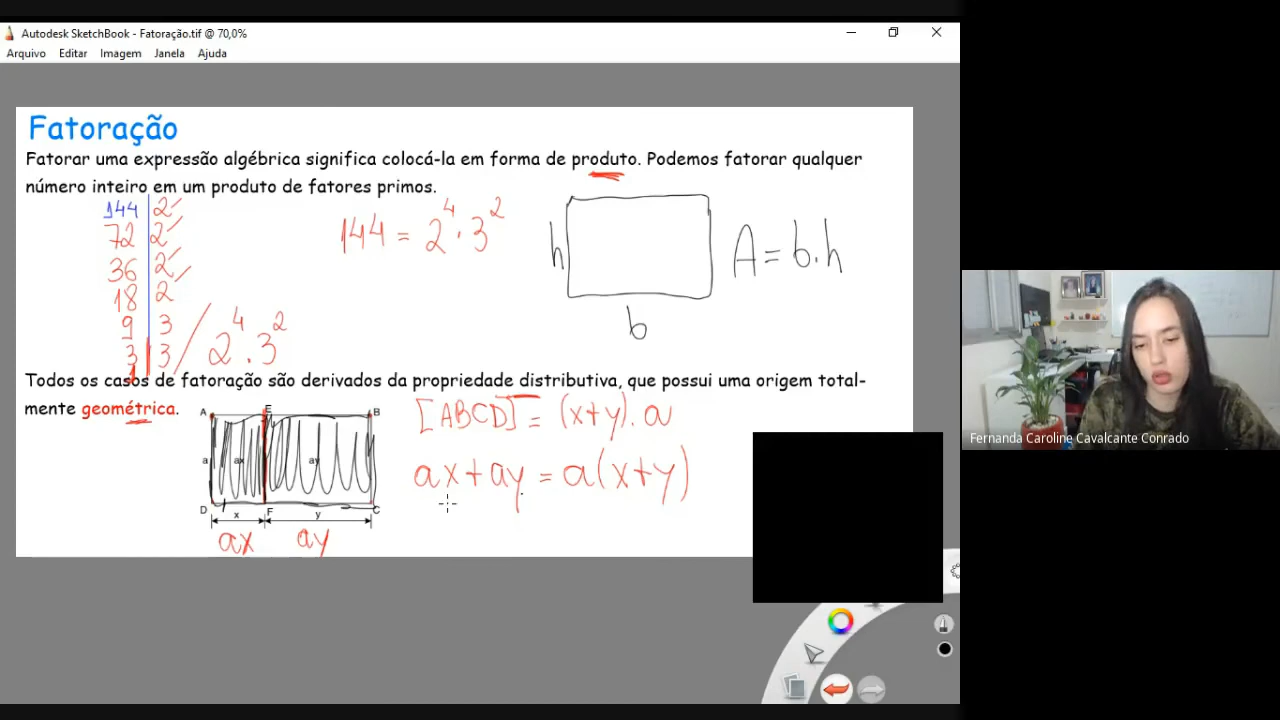 Autodesk SketchBook - Fatoração.tif @ 70,0%
Arquivo Editar Imagem Janela Ajuda
Fatoração
Fatorar uma expressão algébrica significa colocá-la em forma de produto. Podemos fatorar qualquer
número inteiro em um produto de fatores primos.
144 2
72 2
36 2
18 2
9 3
3 3
1
2⁴ . 3²
144 = 2⁴ . 3²
h
b
A = b.h
Todos os casos de fatoração são derivados da propriedade distributiva, que possui uma origem total-
mente geométrica.
A E B
a ax ay
D F C
x y
ax ay
[ABCD] = (x+y).a
ax + ay = a(x+y)
Fernanda Caroline Cavalcante Conrado